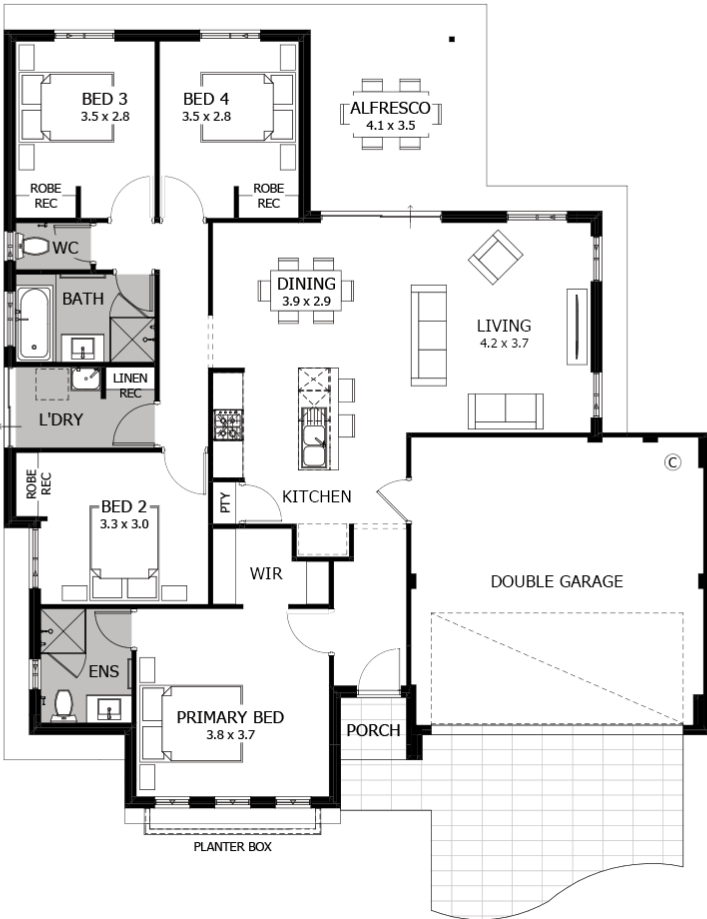 BED 3
3.5 x 2.8
BED 4
3.5 x 2.8
ALFRESCO
4.1 x 3.5
ROBE
REC
ROBE
REC
WC
BATH
DINING
3.9 x 2.9
LIVING
4.2 x 3.7
LINEN
REC
L'DRY
ROBE
REC
BED 2
3.3 x 3.0
PTY
KITCHEN
C
WIR
DOUBLE GARAGE
ENS
PRIMARY BED
3.8 x 3.7
PORCH
PLANTER BOX